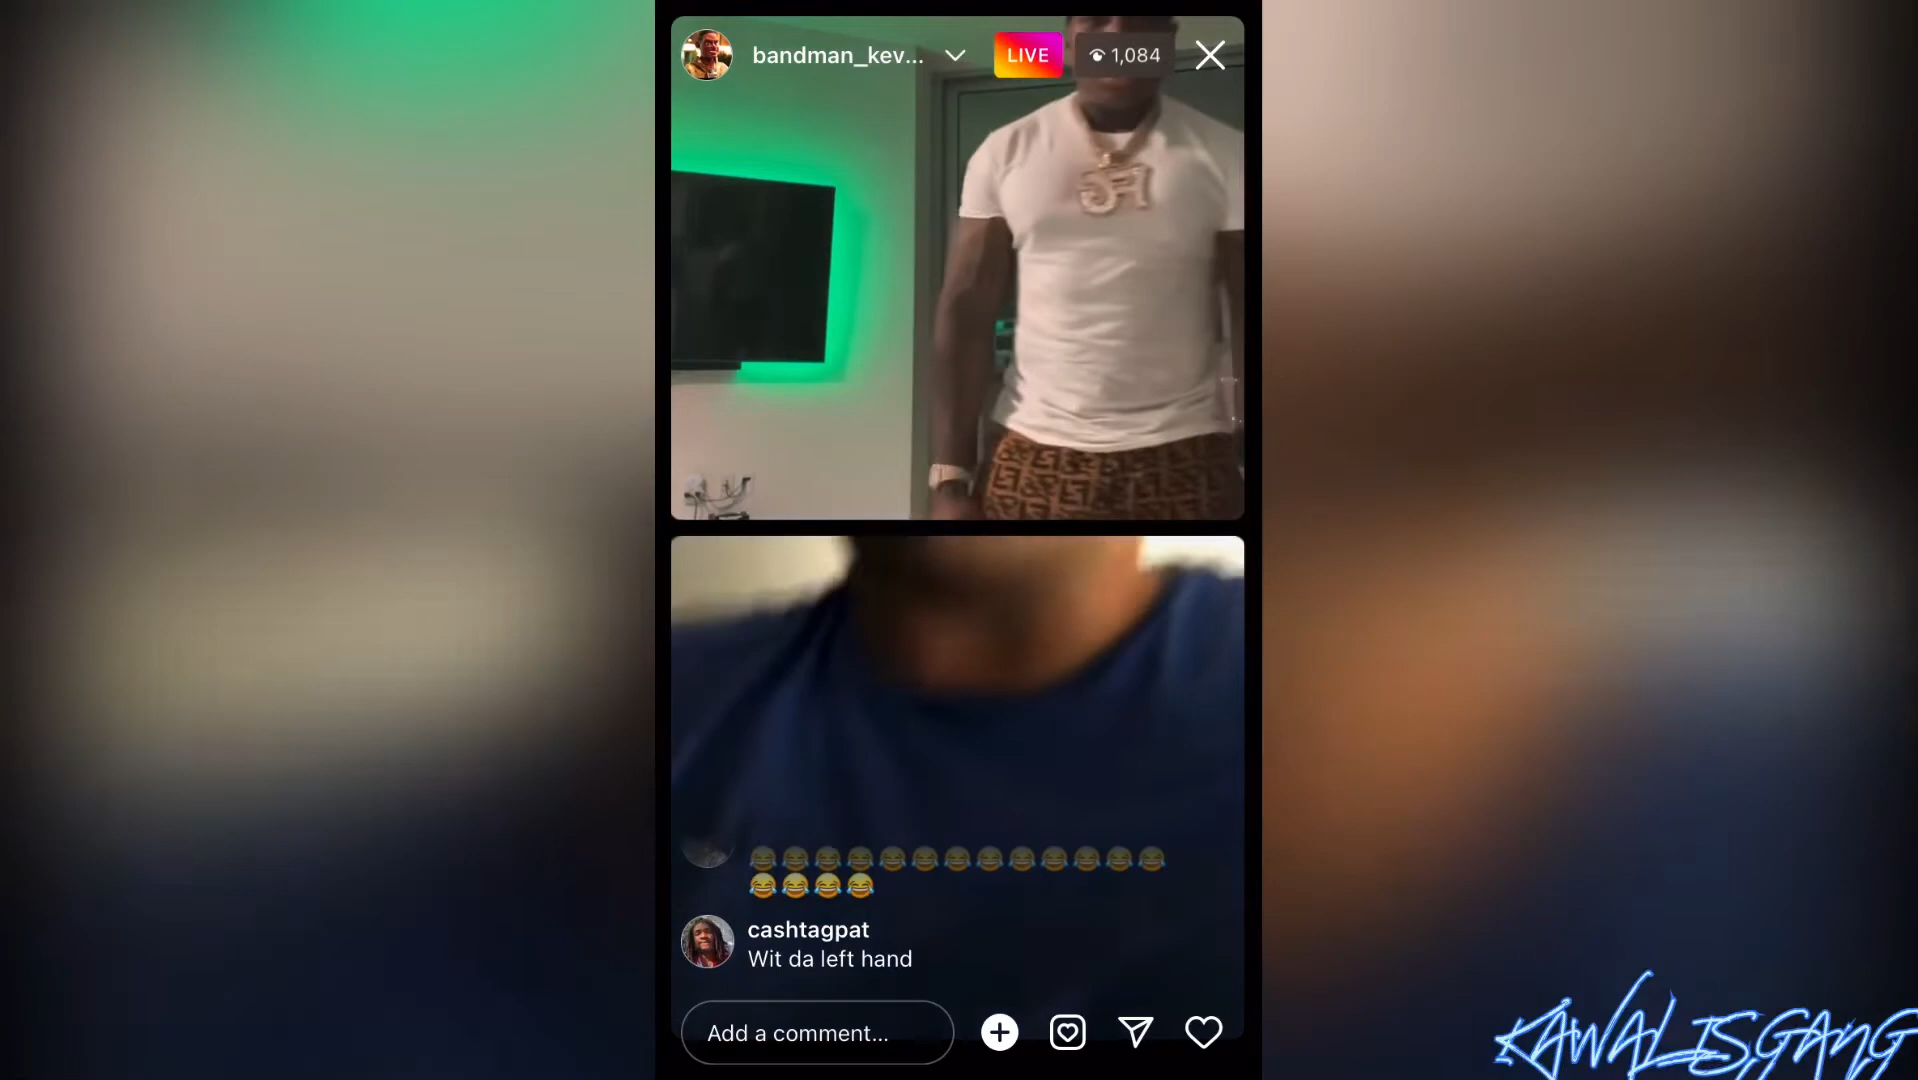 bandman_kev...
LIVE
1,084
😂😂😂😂😂😂😂😂😂😂😂😂😂
😂😂😂😂
cashtagpat
Wit da left hand
Add a comment...
KAWALISGANG